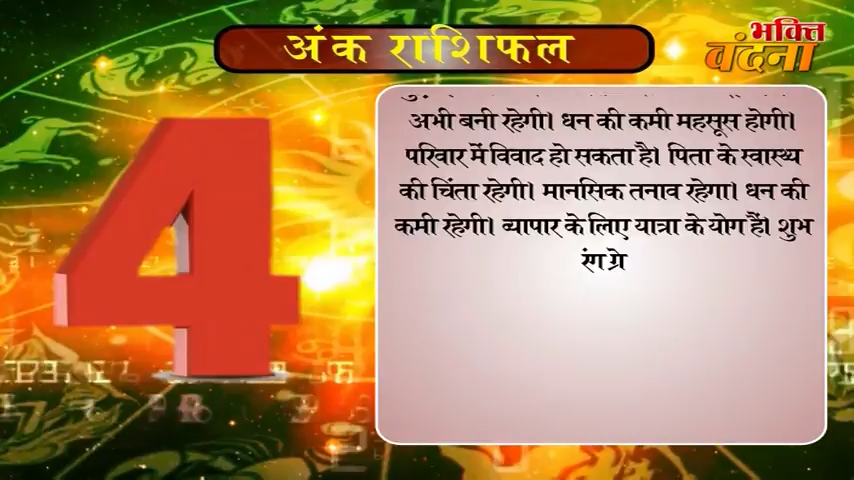 अंक राशिफल
भक्ति
वंदना
4
अभी बनी रहेगी। धन की कमी महसूस होगी।
परिवार में विवाद हो सकता है। पिता के स्वास्थ्य
की चिंता रहेगी। मानसिक तनाव रहेगा। धन की
कमी रहेगी। व्यापार के लिए यात्रा के योग हैं। शुभ
रंग ग्रे